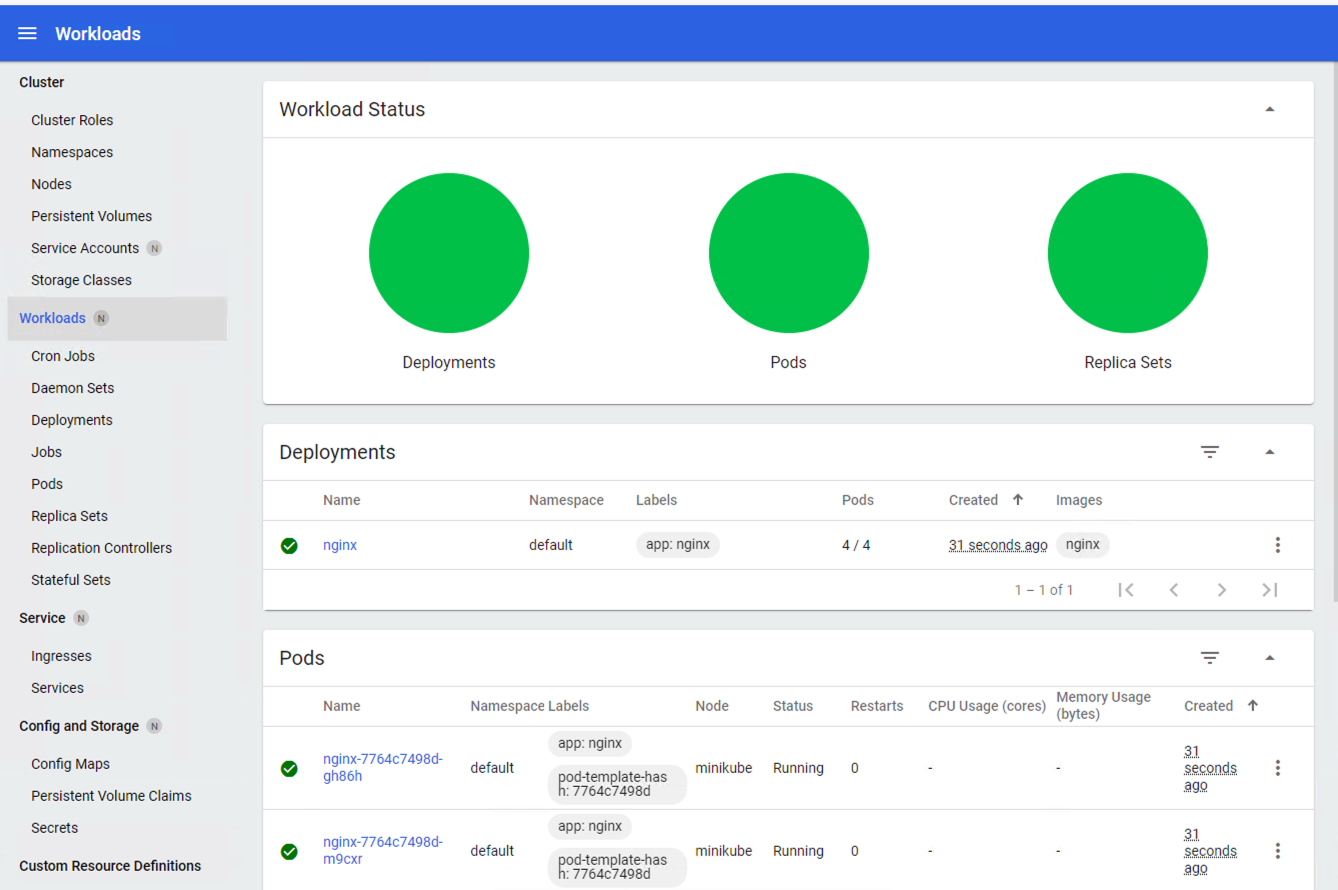 Workloads
Cluster
Cluster Roles
Namespaces
Nodes
Persistent Volumes
Service Accounts N
Storage Classes
Workloads N
Cron Jobs
Daemon Sets
Deployments
Jobs
Pods
Replica Sets
Replication Controllers
Stateful Sets
Service N
Ingresses
Services
Config and Storage N
Config Maps
Persistent Volume Claims
Secrets
Custom Resource Definitions
Workload Status
Deployments Pods Replica Sets
Deployments
Name Namespace Labels Pods Created Images
nginx default app: nginx 4 / 4 31 seconds ago nginx
1 – 1 of 1
Pods
Name Namespace Labels Node Status Restarts CPU Usage (cores) Memory Usage
(bytes) Created
nginx-7764c7498d-
gh86h
default
app: nginx
pod-template-has
h: 7764c7498d
minikube Running 0 - -
31
seconds
ago
nginx-7764c7498d-
m9cxr
default
app: nginx
pod-template-has
h: 7764c7498d
minikube Running 0 - -
31
seconds
ago